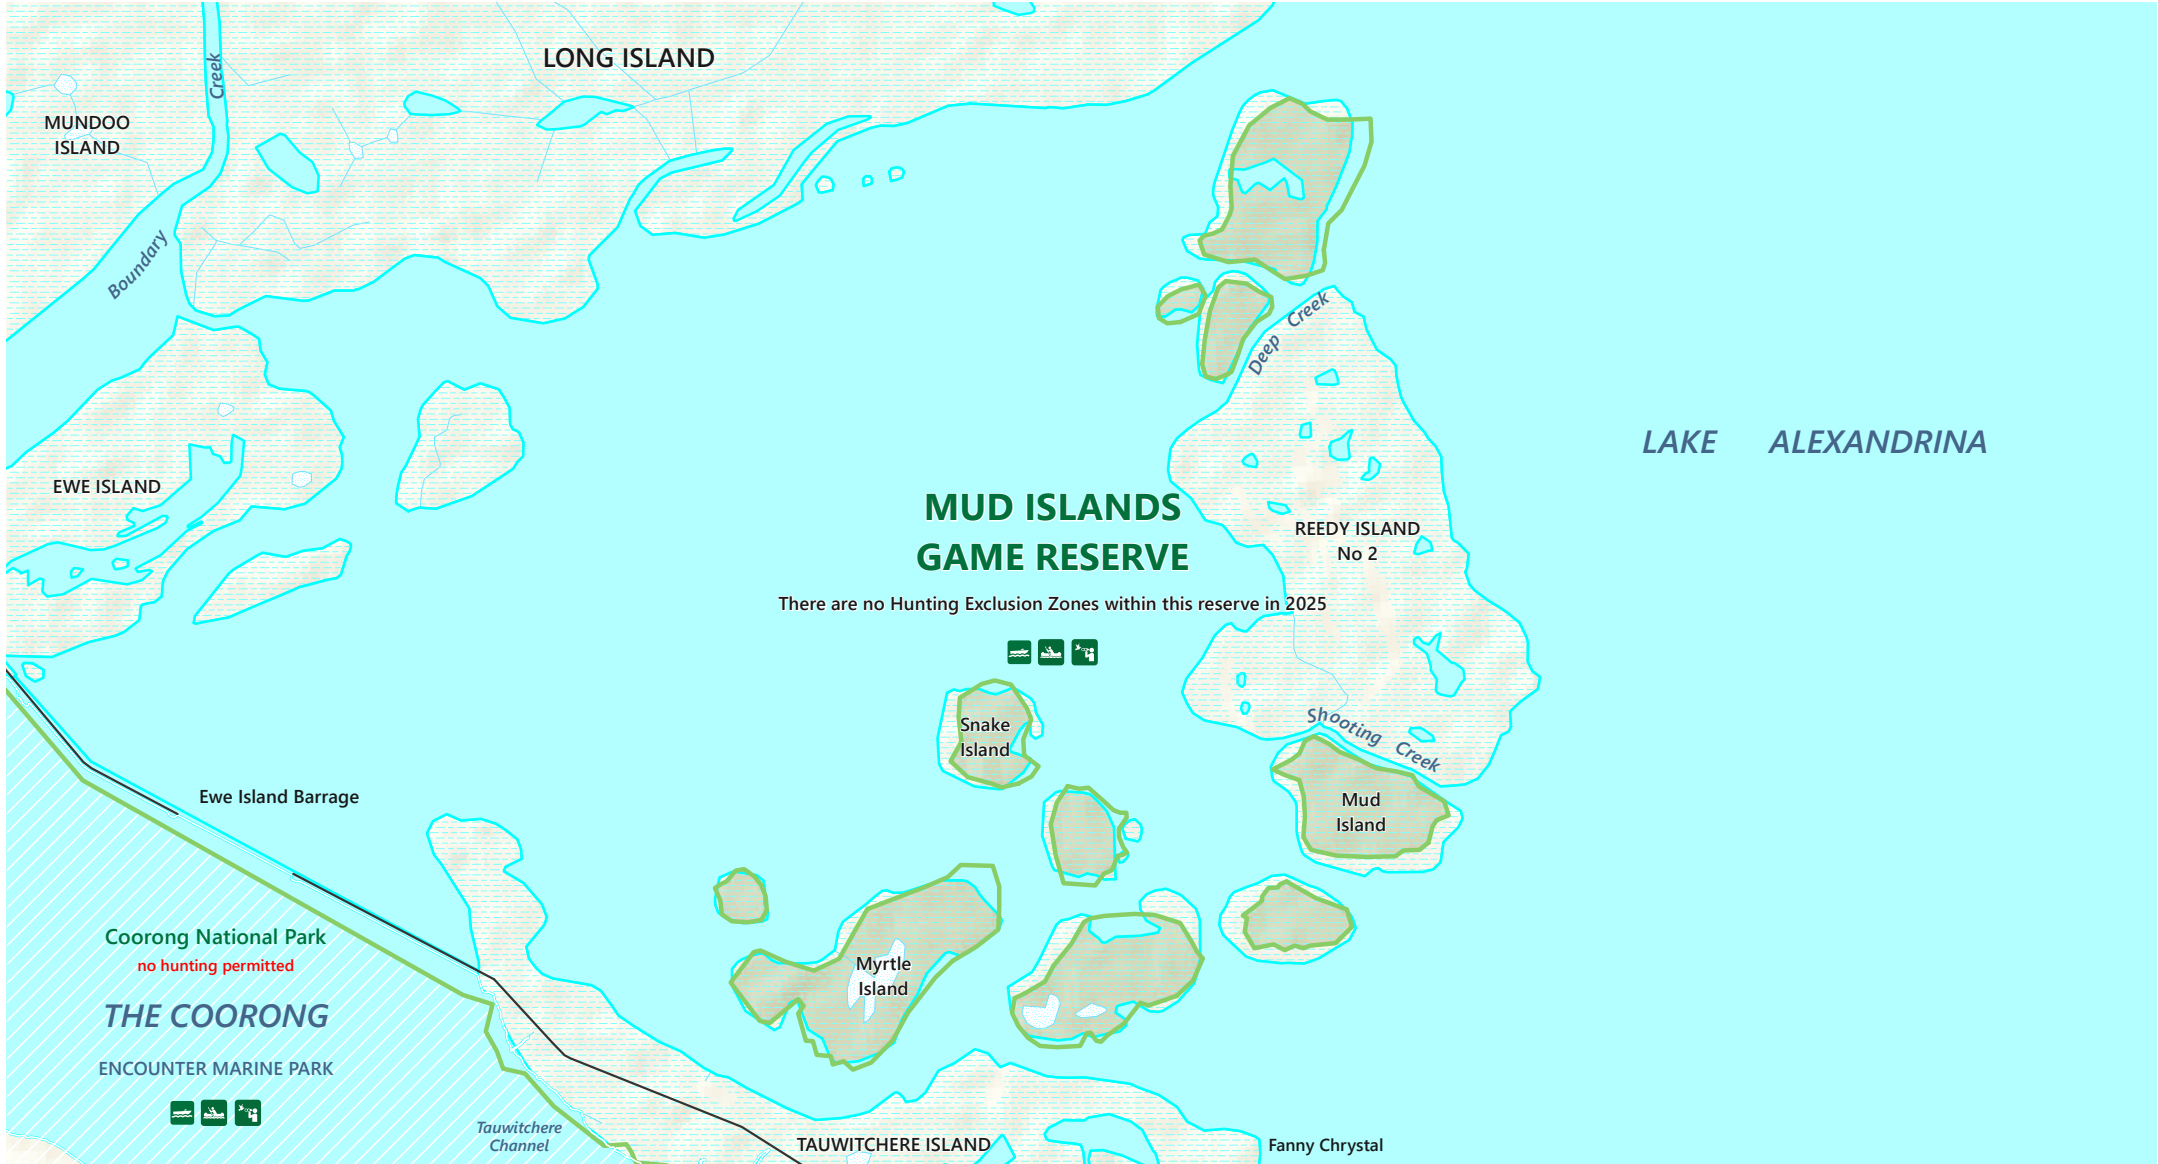 LONG ISLAND
Creek
MUNDOO
ISLAND
Boundary
Deep Creek
LAKE ALEXANDRINA
EWE ISLAND
MUD ISLANDS
GAME RESERVE
REEDY ISLAND
No 2
There are no Hunting Exclusion Zones within this reserve in 2025
Snake
Island
Shooting Creek
Mud
Island
Ewe Island Barrage
Coorong National Park
no hunting permitted
Myrtle
Island
THE COORONG
ENCOUNTER MARINE PARK
Tauwitchere
Channel
TAUWITCHERE ISLAND
Fanny Chrystal